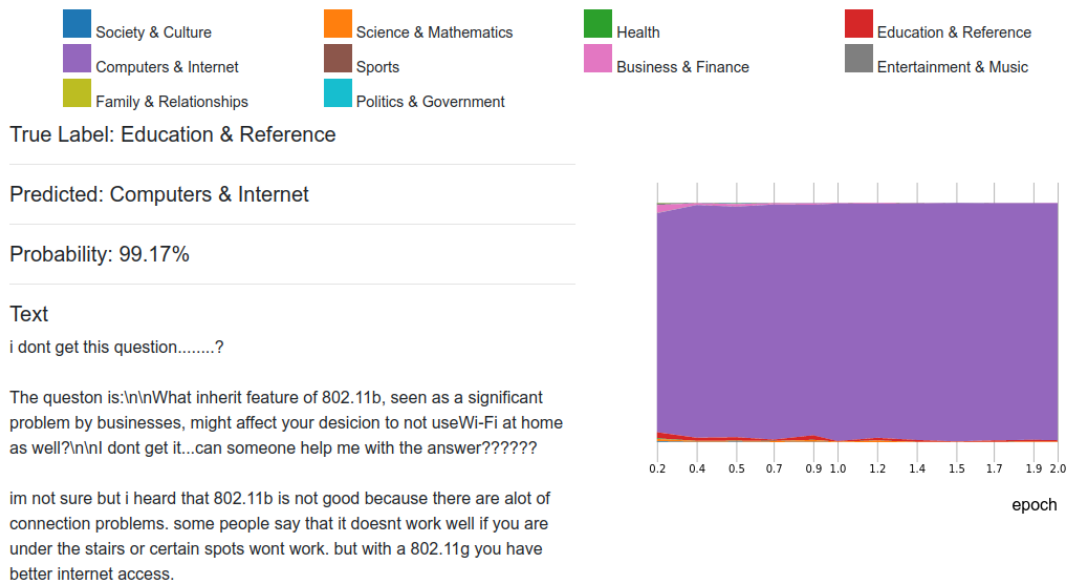 Society & Culture
Science & Mathematics
Health
Education & Reference
Computers & Internet
Sports
Business & Finance
Entertainment & Music
Family & Relationships
Politics & Government
True Label: Education & Reference
Predicted: Computers & Internet
Probability: 99.17%
Text
i dont get this question........?
The queston is:\n\nWhat inherit feature of 802.11b, seen as a significant
problem by businesses, might affect your desicion to not useWi-Fi at home
as well?\n\nI dont get it...can someone help me with the answer??????
im not sure but i heard that 802.11b is not good because there are alot of
connection problems. some people say that it doesnt work well if you are
under the stairs or certain spots wont work. but with a 802.11g you have
better internet access.
0.2 0.4 0.5 0.7 0.9 1.0 1.2 1.4 1.5 1.7 1.9 2.0
epoch